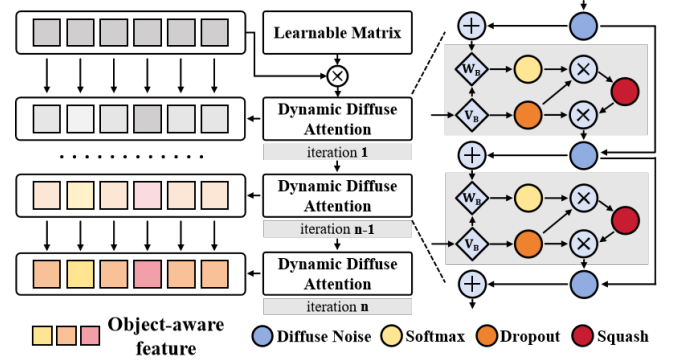 Learnable Matrix
Dynamic Diffuse
Attention
iteration 1
Dynamic Diffuse
Attention
iteration n-1
Dynamic Diffuse
Attention
iteration n
W_B
V_B
W_B
V_B
Object-aware
feature
Diffuse Noise
Softmax
Dropout
Squash